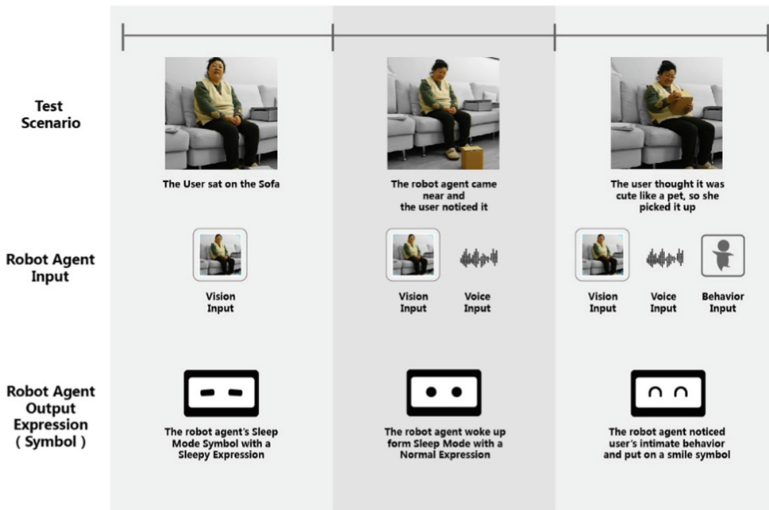 Test
Scenario
The User sat on the Sofa
The robot agent came
near and
the user noticed it
The user thought it was
cute like a pet, so she
picked it up
Robot Agent
Input
Vision
Input
Vision
Input
Voice
Input
Vision
Input
Voice
Input
Behavior
Input
Robot Agent
Output
Expression
( Symbol )
The robot agent's Sleep
Mode Symbol with a
Sleepy Expression
The robot agent woke up
form Sleep Mode with a
Normal Expression
The robot agent noticed
user's intimate behavior
and put on a smile symbol